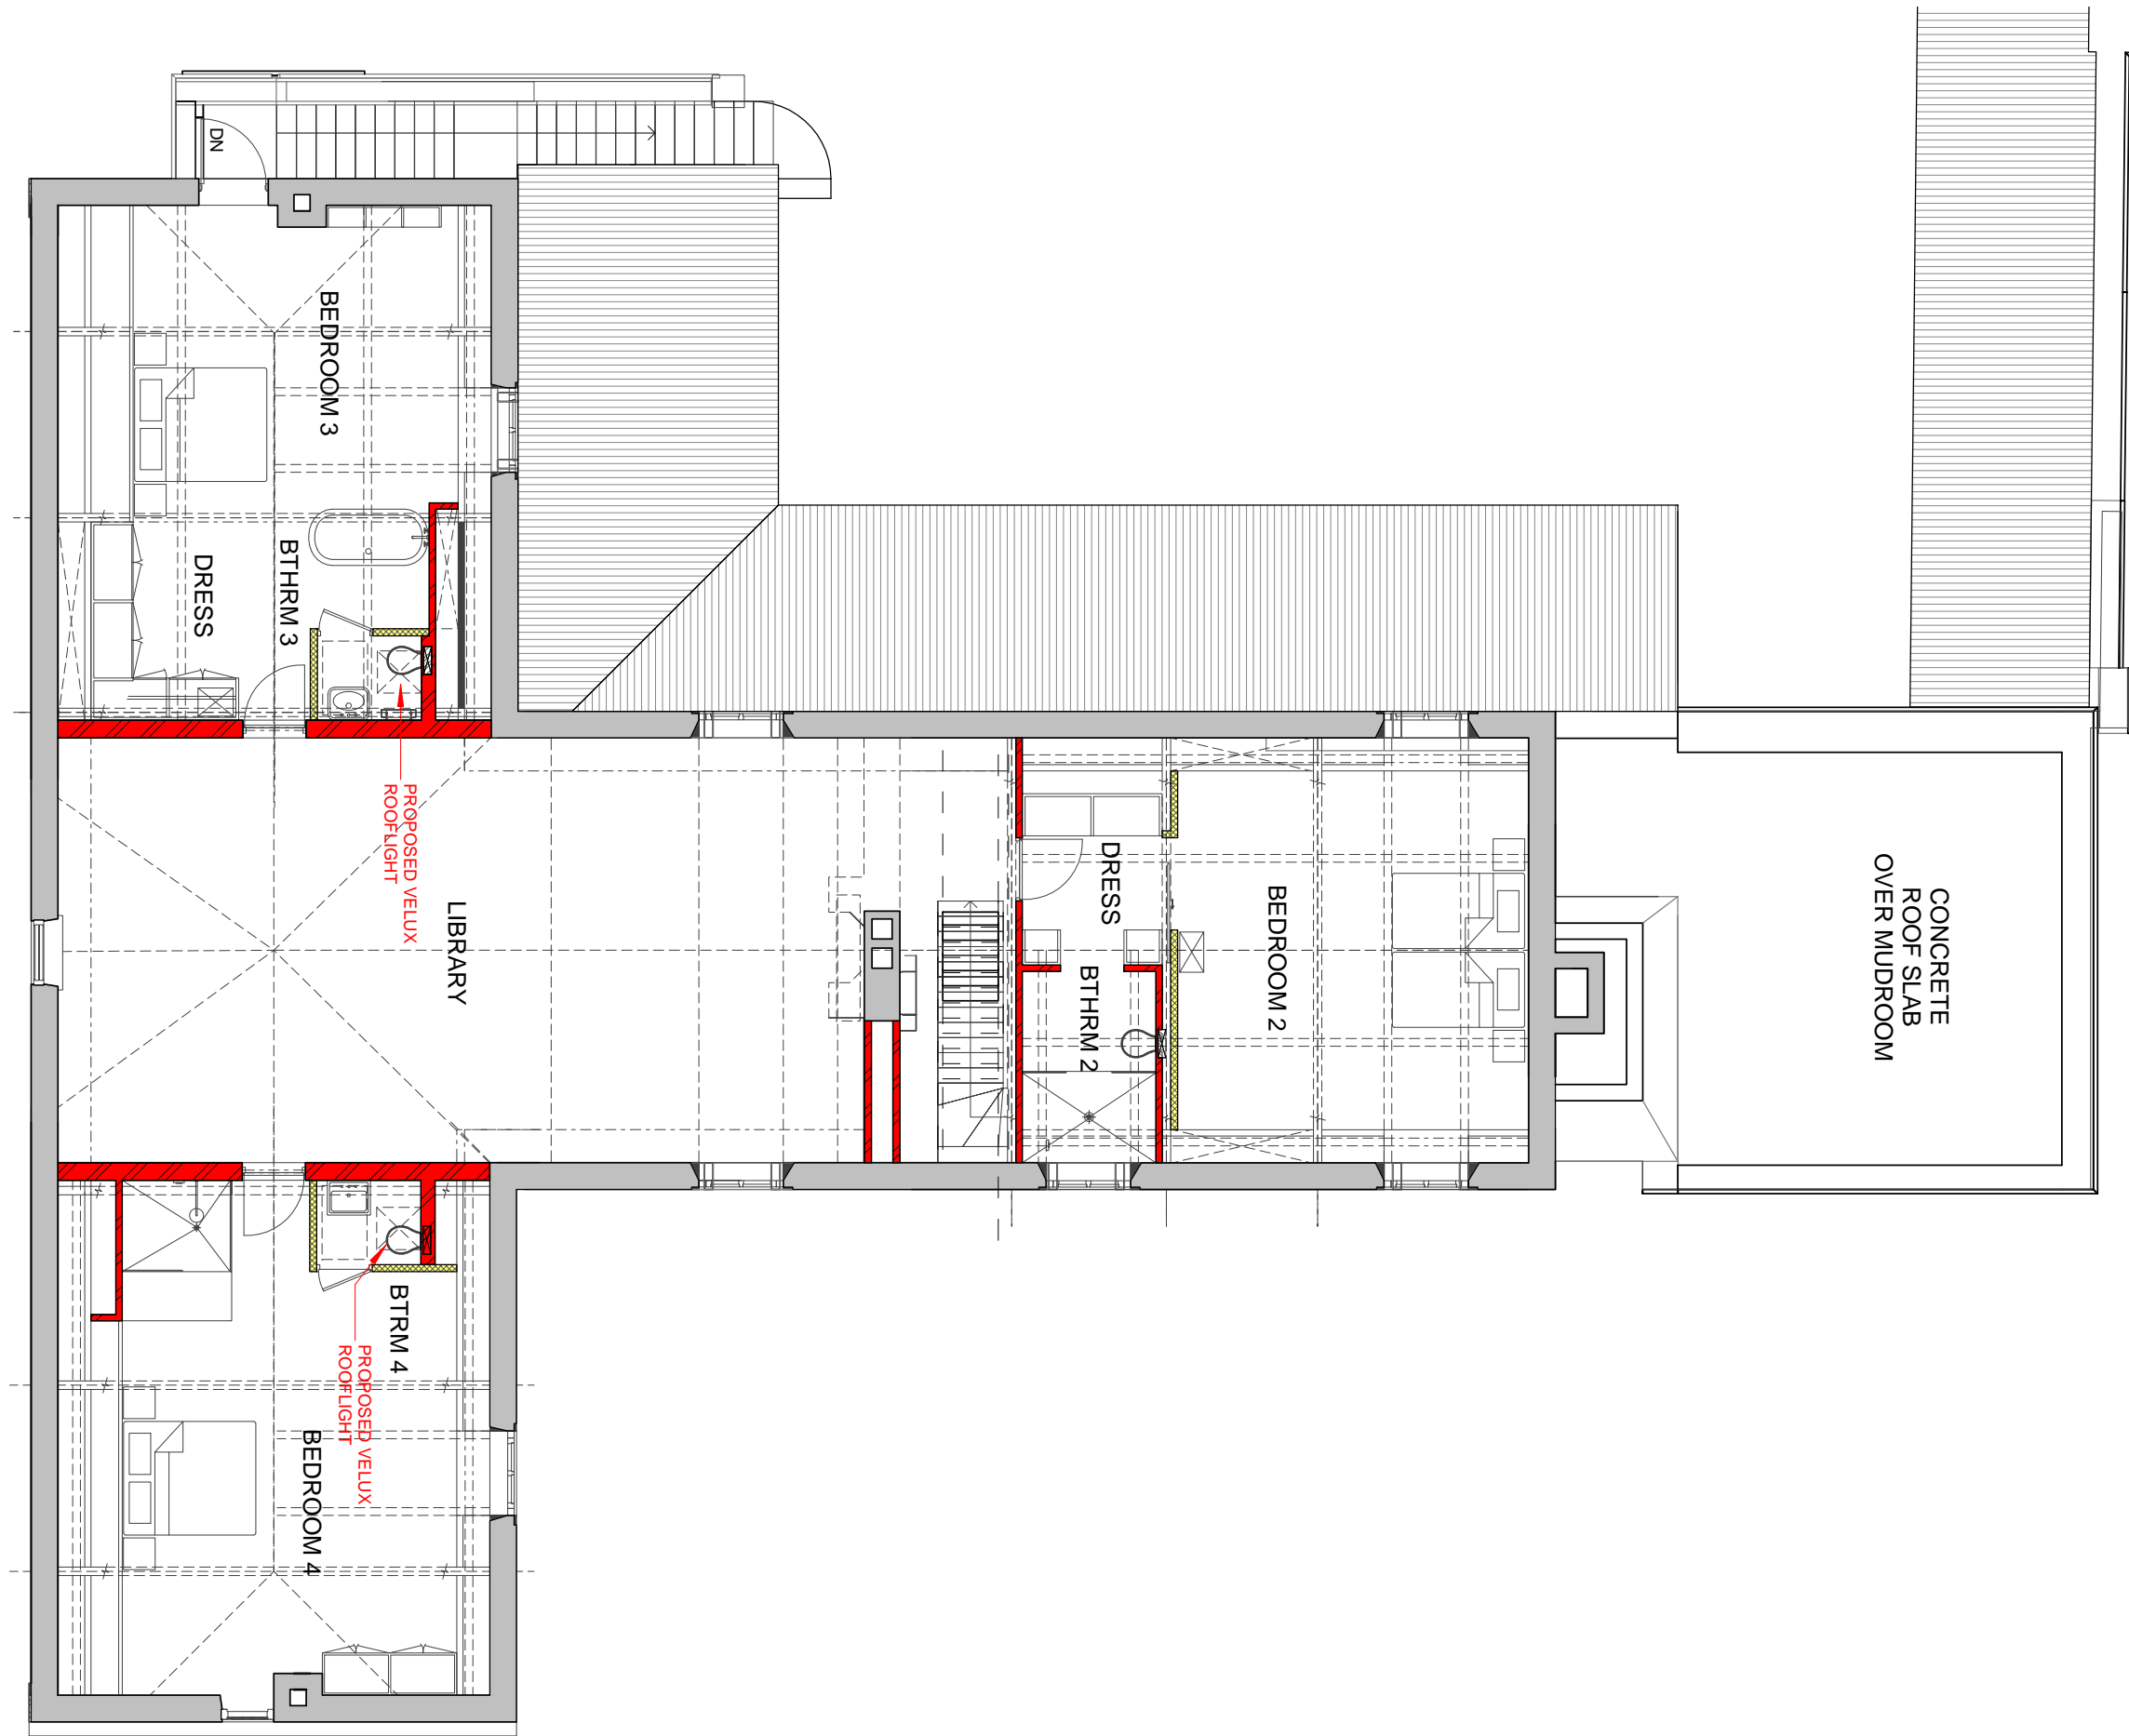 DN
BEDROOM 3
BTHRM 3
DRESS
PROPOSED VELUX
ROOFLIGHT
LIBRARY
DRESS
BTHRM 2
BEDROOM 2
CONCRETE
ROOF SLAB
OVER MUDROOM
BTRM 4
PROPOSED VELUX
ROOFLIGHT
BEDROOM 4